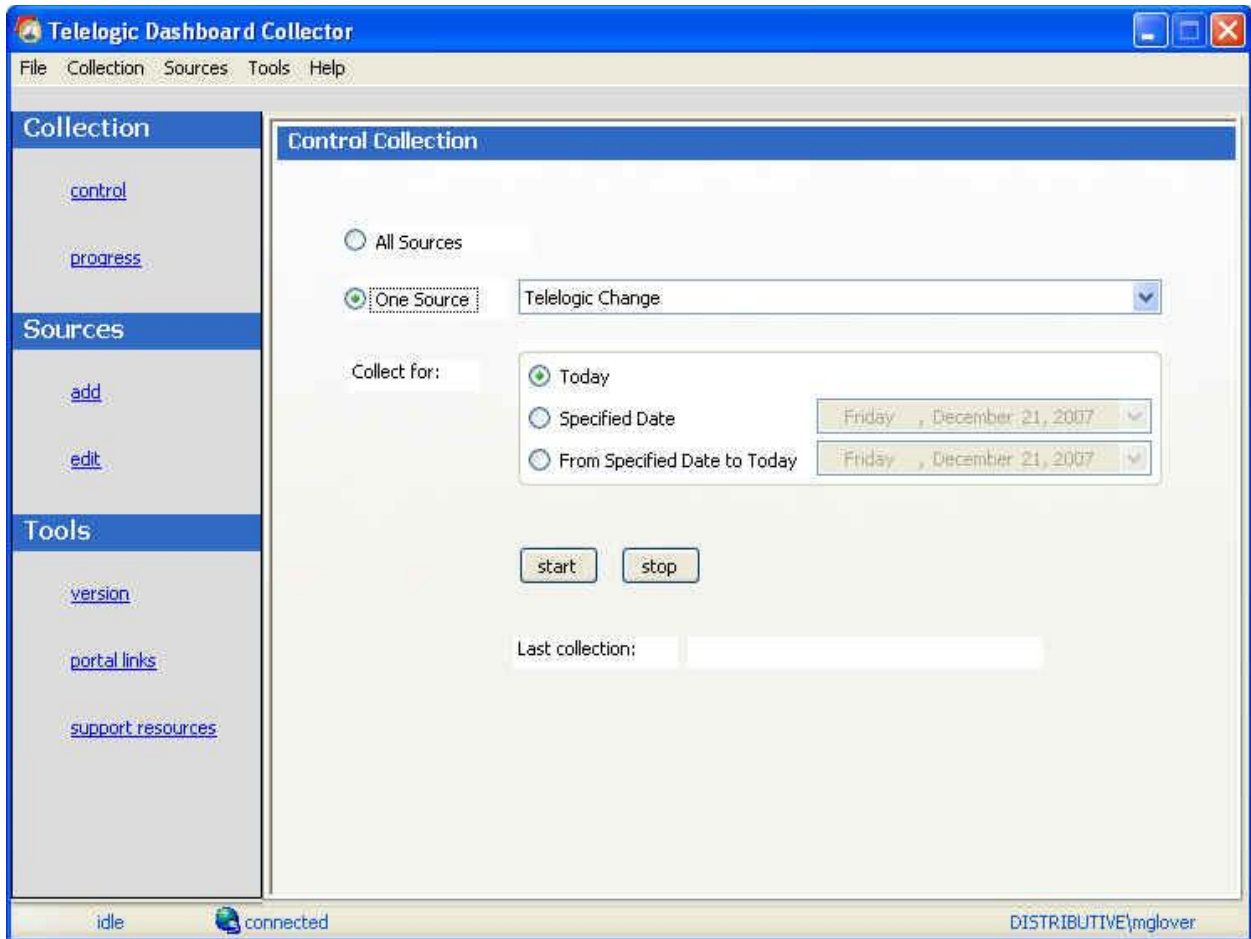 Telelogic Dashboard Collector
File Collection Sources Tools Help
Collection
control
progress
Sources
add
edit
Tools
version
portal links
support resources
Control Collection
All Sources
One Source Telelogic Change
Collect for:
Today
Specified Date Friday , December 21, 2007
From Specified Date to Today Friday , December 21, 2007
start stop
Last collection:
idle connected DISTRIBUTIVE\mglover